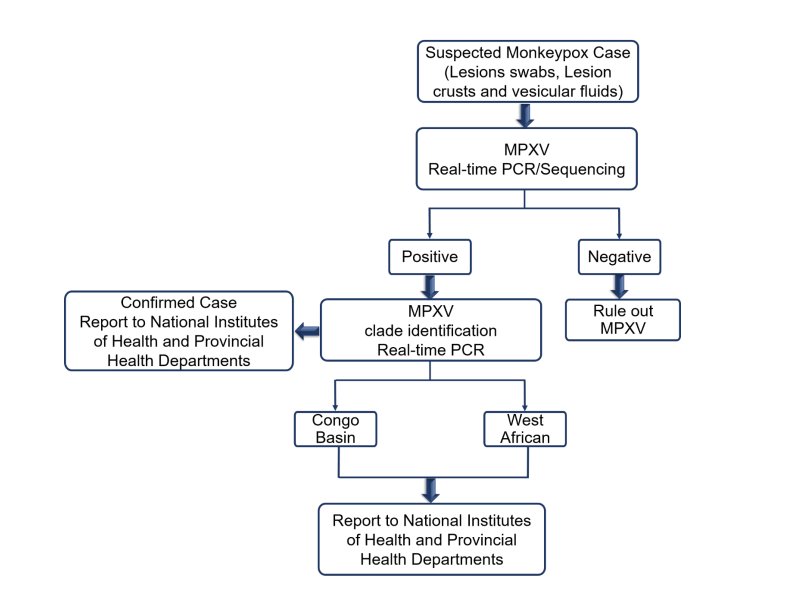 Suspected Monkeypox Case
(Lesions swabs, Lesion
crusts and vesicular fluids)
MPXV
Real-time PCR/Sequencing
Positive
Negative
Confirmed Case
Report to National Institutes
of Health and Provincial
Health Departments
MPXV
clade identification
Real-time PCR
Rule out
MPXV
Congo
Basin
West
African
Report to National Institutes
of Health and Provincial
Health Departments